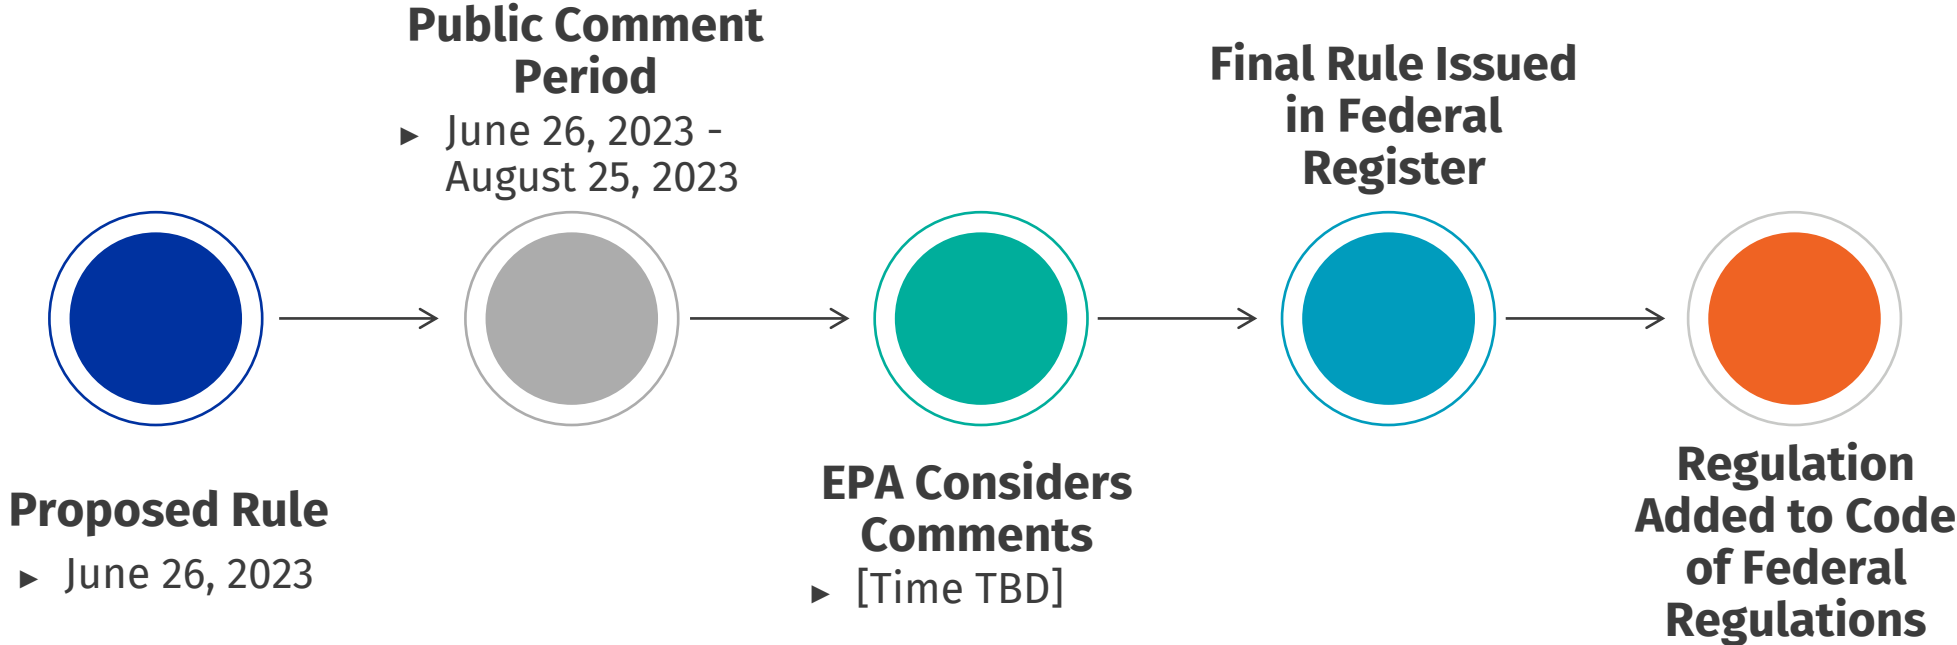 Proposed Rule
► June 26, 2023
Public Comment
Period
► June 26, 2023 -
August 25, 2023
EPA Considers
Comments
► [Time TBD]
Final Rule Issued
in Federal
Register
Regulation
Added to Code
of Federal
Regulations